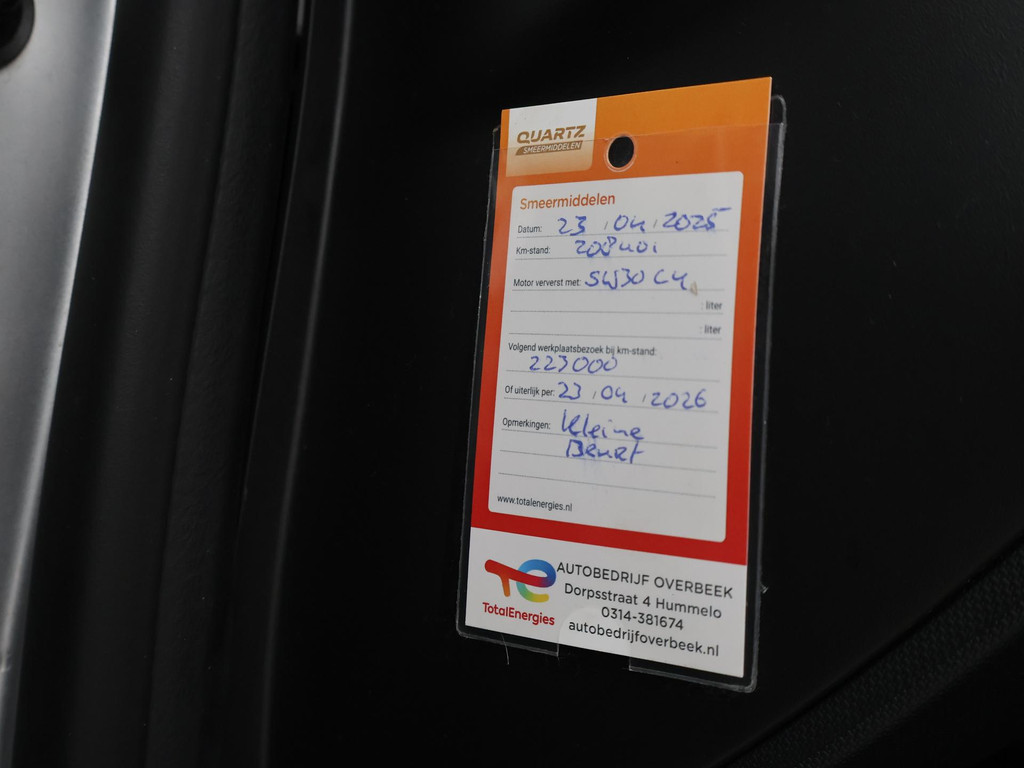 QUARTZ
SMEERMIDDELEN
Smeermiddelen
Datum: 23 / 04 / 2025
Km-stand: 208401
Motor ververst met: 5W30 C4
: liter
: liter
Volgend werkplaatsbezoek bij km-stand:
223000
Of uiterlijk per: 23 / 04 / 2026
Opmerkingen: Kleine
Beurt
www.totalenergies.nl
TotalEnergies
AUTOBEDRIJF OVERBEEK
Dorpsstraat 4 Hummelo
0314-381674
autobedrijfoverbeek.nl